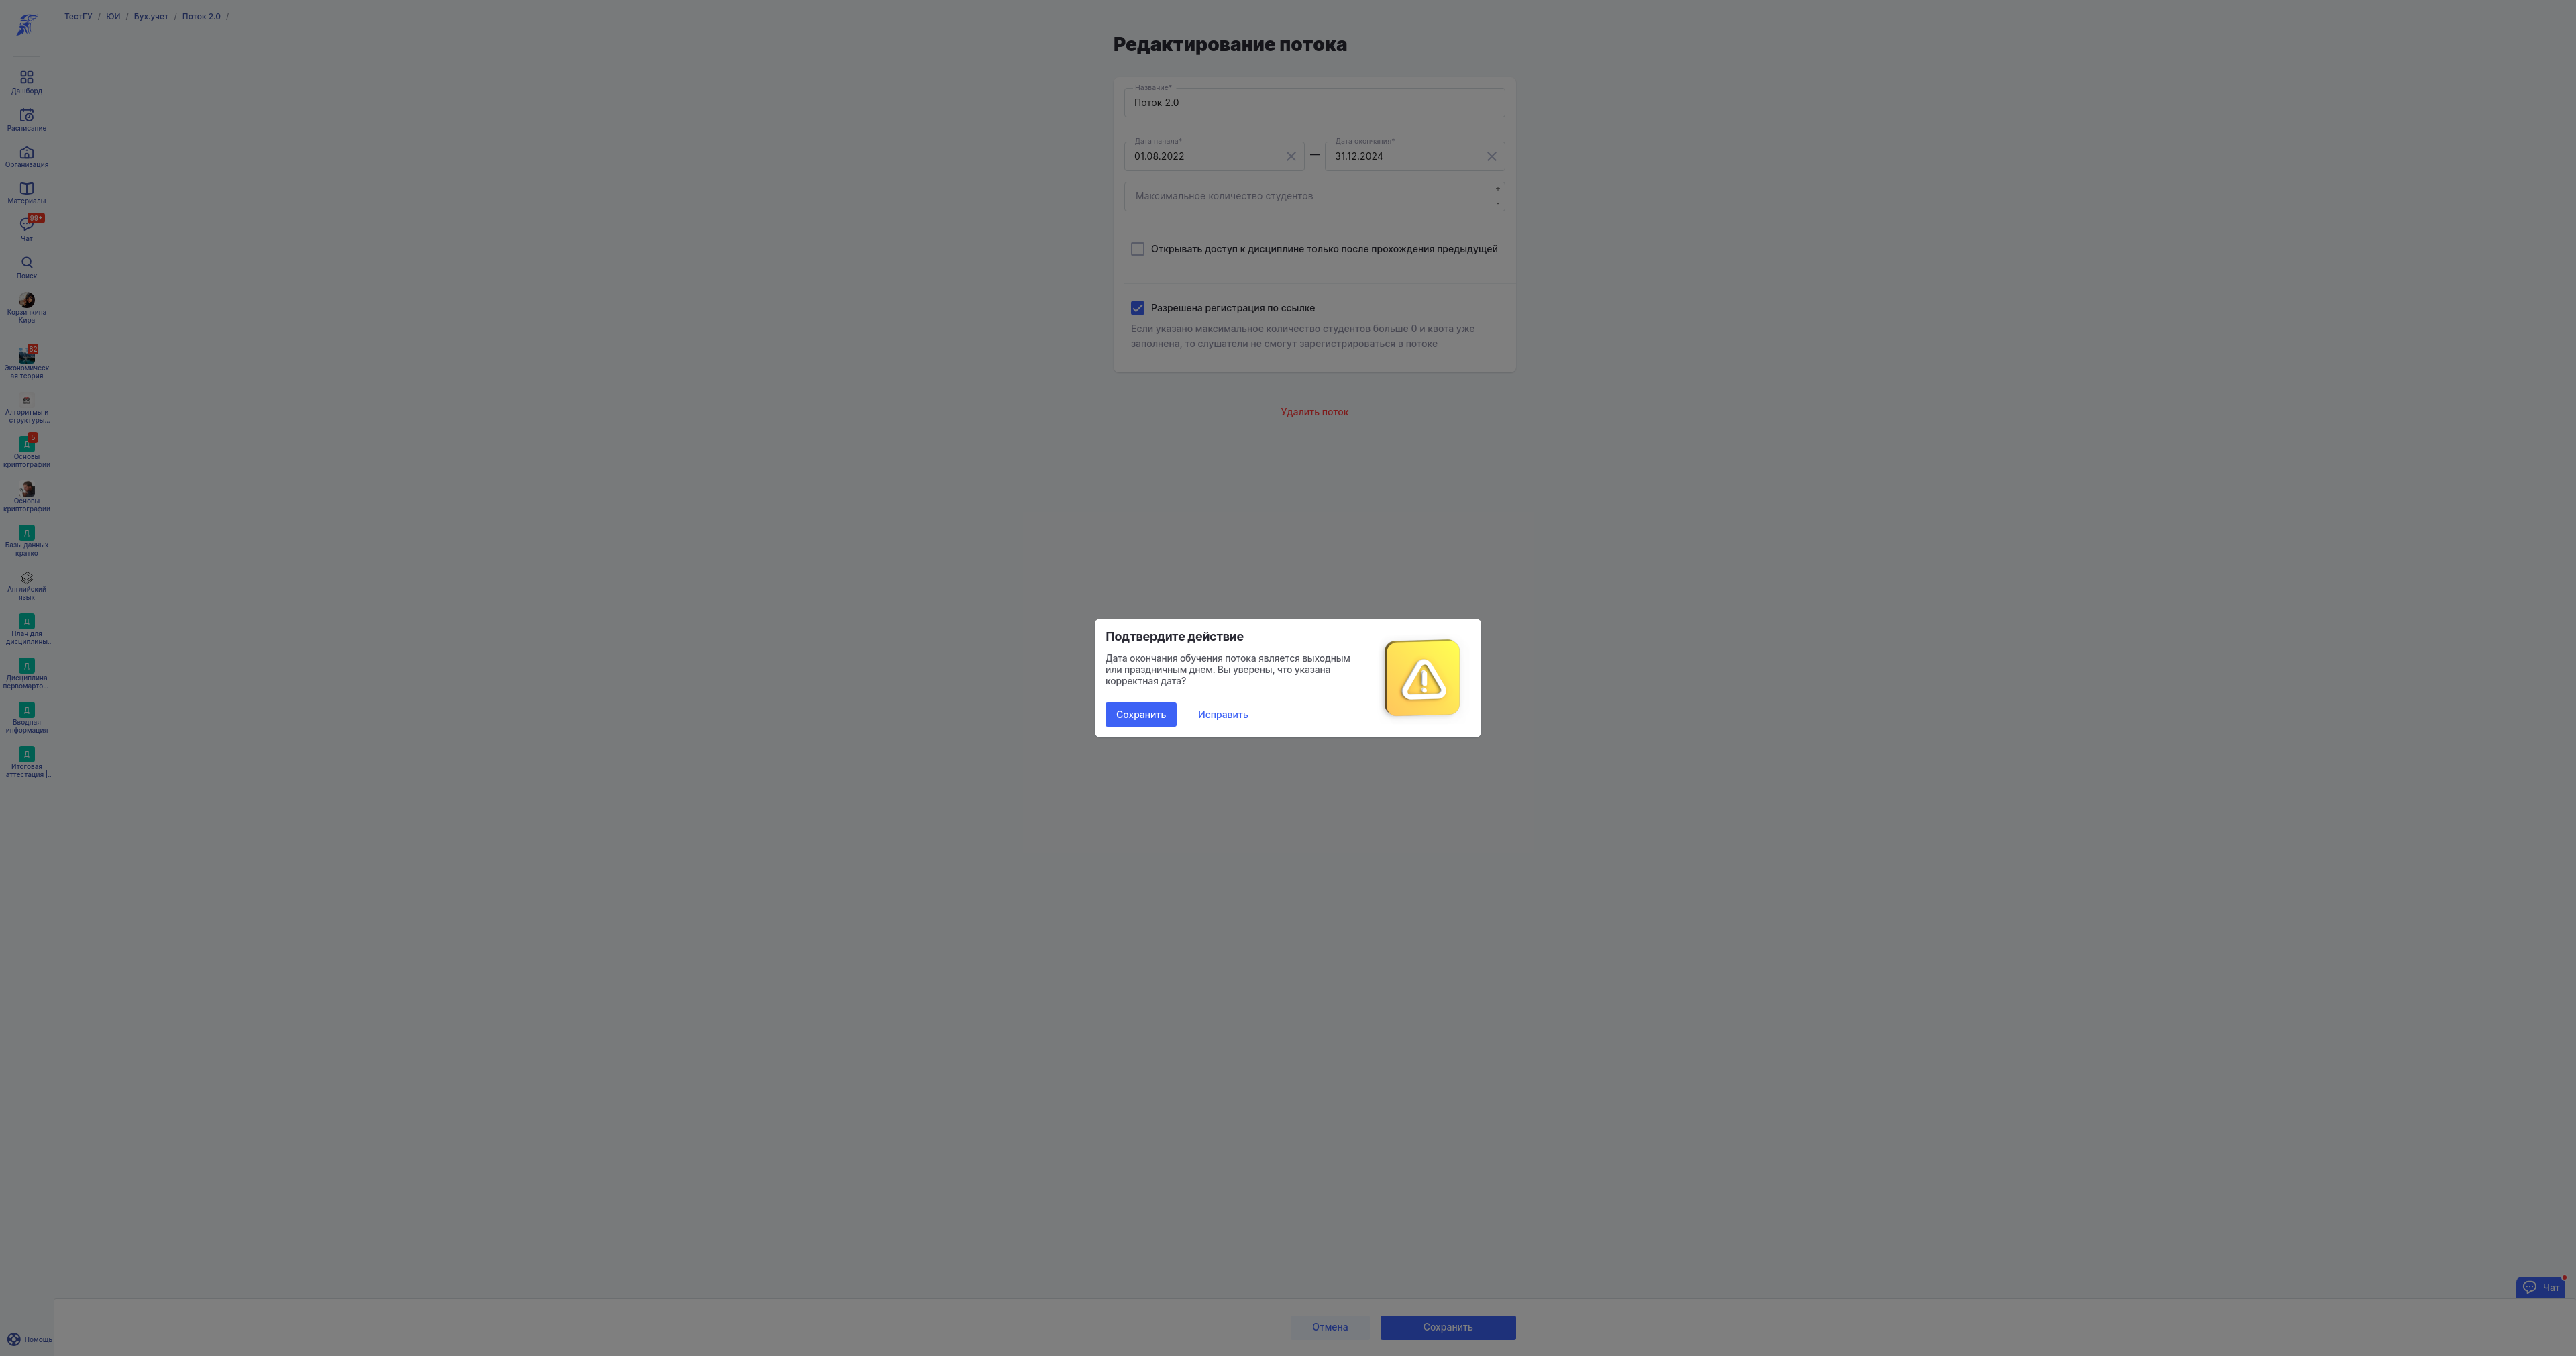 ТестГУ / ЮИ / Бух.учет / Поток 2.0 /
Дашборд
Расписание
Организация
Материалы
99+
Чат
Поиск
Корзинкина
Кира
82
Экономическ
ая теория
Алгоритмы и
структуры...
Д
5
Основы
криптографии
Основы
криптографии
Д
Базы данных
кратко
Английский
язык
Д
План для
дисциплины...
Д
Дисциплина
первомарто...
Д
Вводная
информация
Д
Итоговая
аттестация |...
Помощь
Редактирование потока
Название*
Поток 2.0
Дата начала*
01.08.2022
—
Дата окончания*
31.12.2024
Максимальное количество студентов
+
-
Открывать доступ к дисциплине только после прохождения предыдущей
Разрешена регистрация по ссылке
Если указано максимальное количество студентов больше 0 и квота уже
заполнена, то слушатели не смогут зарегистрироваться в потоке
Удалить поток
Подтвердите действие
Дата окончания обучения потока является выходным
или праздничным днем. Вы уверены, что указана
корректная дата?
Сохранить Исправить
Чат
Отмена Сохранить